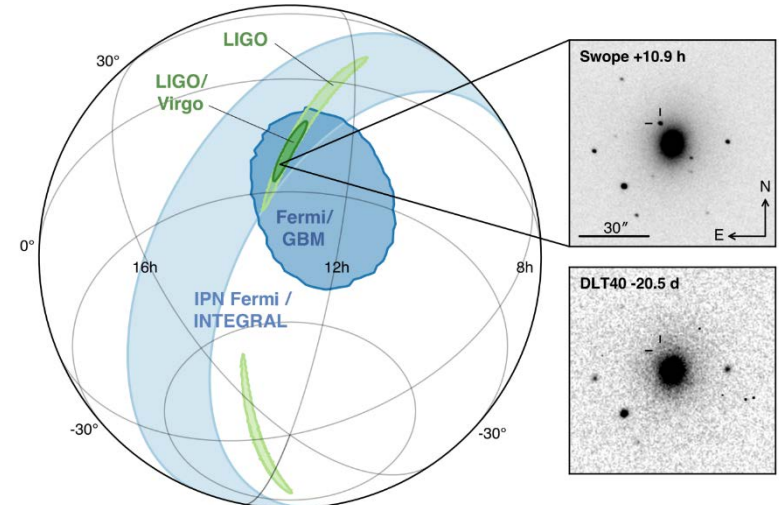 30°
LIGO
LIGO/
Virgo
Fermi/
GBM
0°
16h
12h
8h
IPN Fermi /
INTEGRAL
-30°
-30°
Swope +10.9 h
N
30″
E
DLT40 -20.5 d